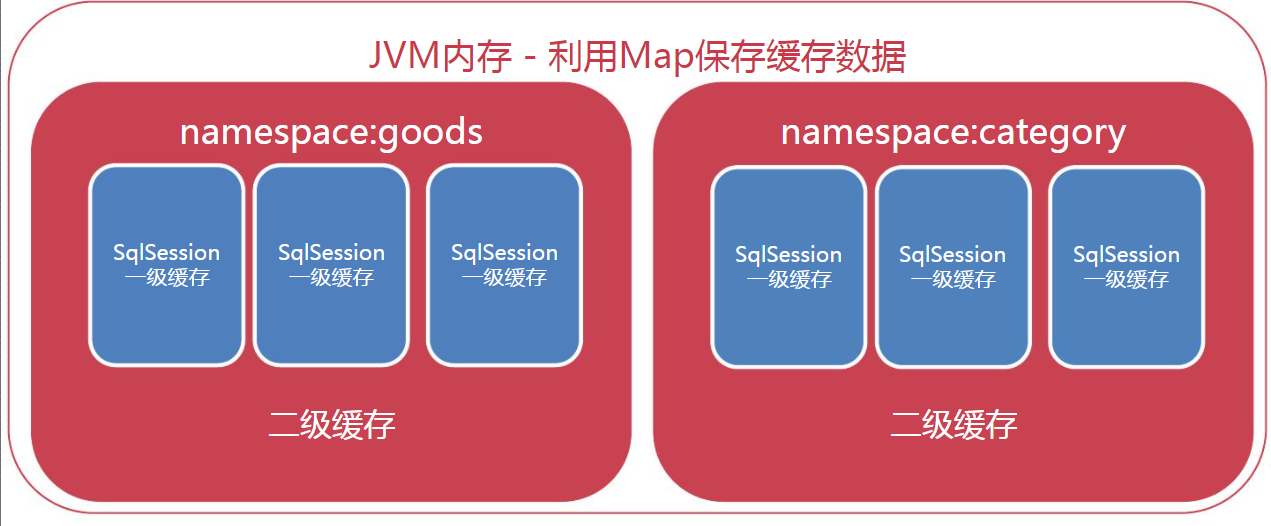 JVM内存 - 利用Map保存缓存数据
namespace:goods
SqlSession
一级缓存
SqlSession
一级缓存
SqlSession
一级缓存
二级缓存
namespace:category
SqlSession
一级缓存
SqlSession
一级缓存
SqlSession
一级缓存
二级缓存